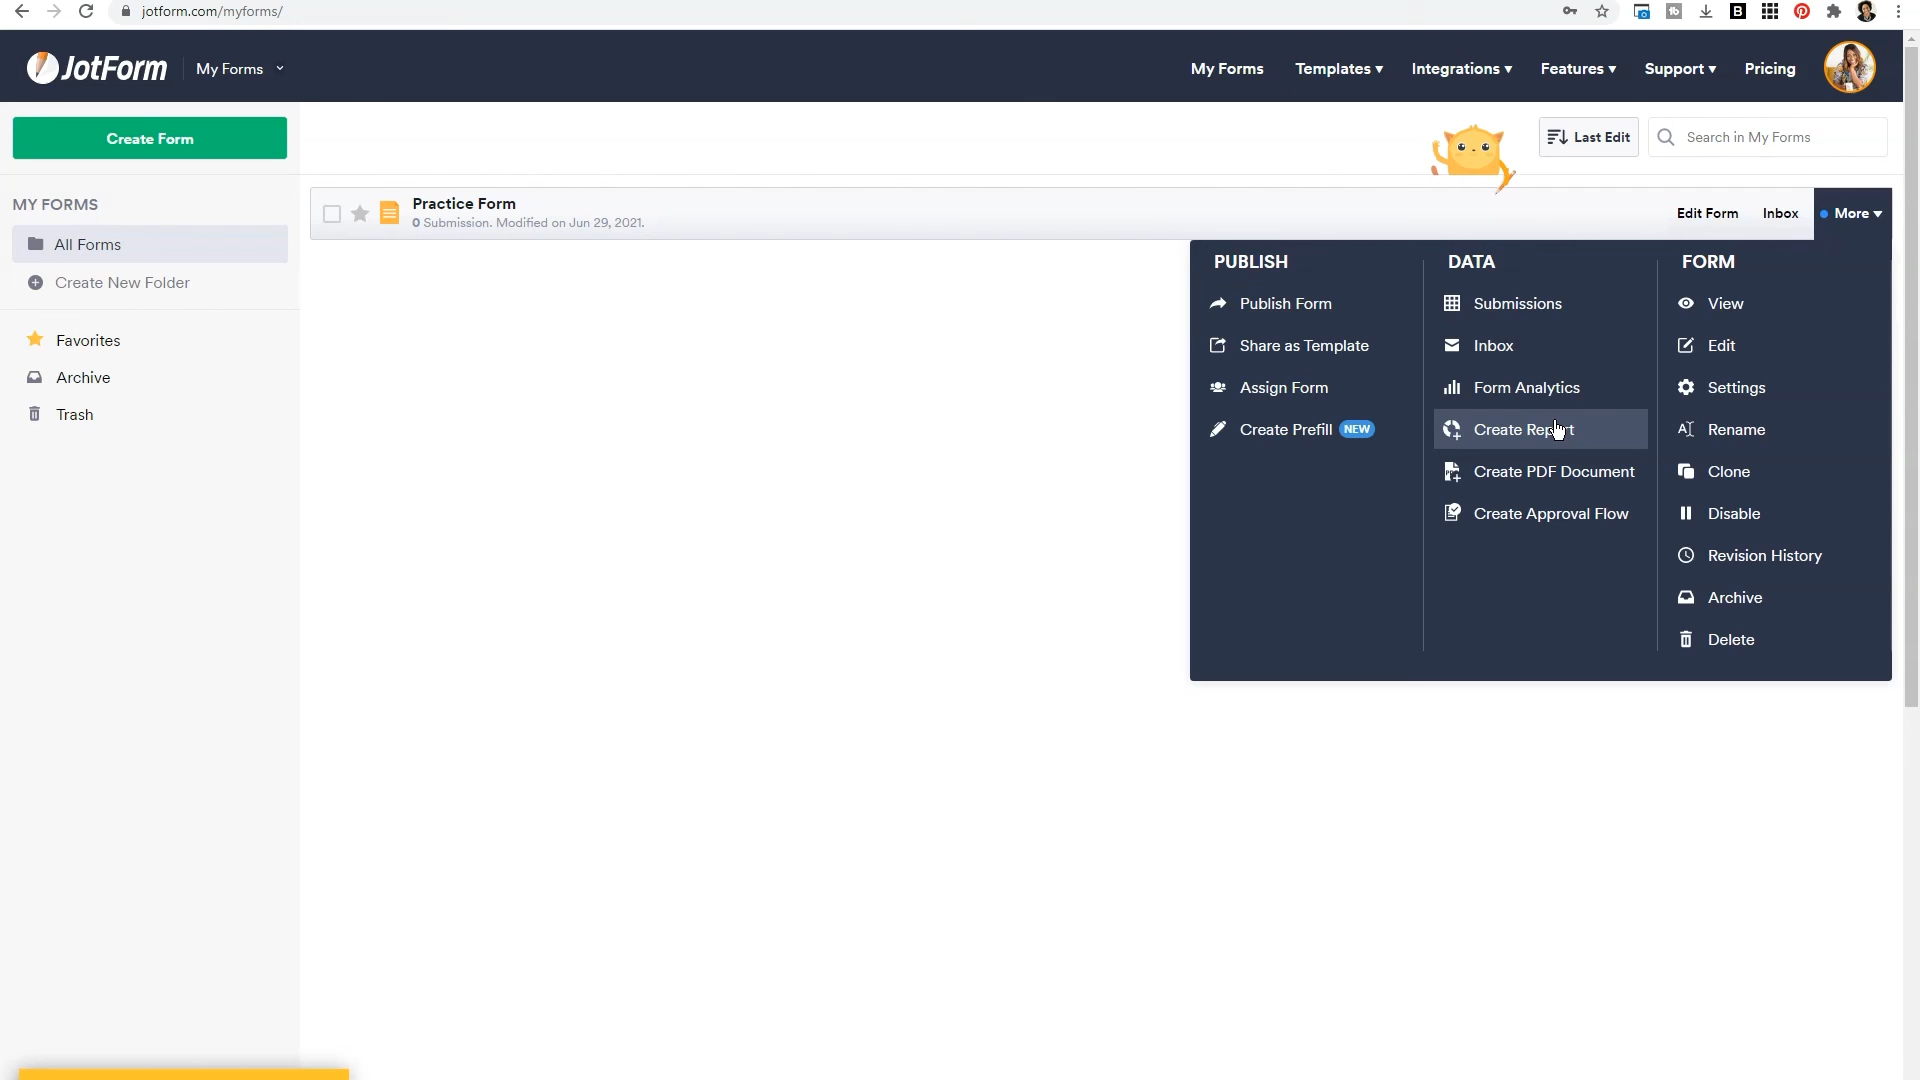 jotform.com/myforms/
JotForm
My Forms
My Forms
Templates
Integrations
Features
Support
Pricing
Create Form
Last Edit
Search in My Forms
MY FORMS
All Forms
Create New Folder
Favorites
Archive
Trash
Practice Form
0 Submission. Modified on Jun 29, 2021.
Edit Form
Inbox
More
PUBLISH
Publish Form
Share as Template
Assign Form
Create Prefill NEW
DATA
Submissions
Inbox
Form Analytics
Create Report
Create PDF Document
Create Approval Flow
FORM
View
Edit
Settings
Rename
Clone
Disable
Revision History
Archive
Delete